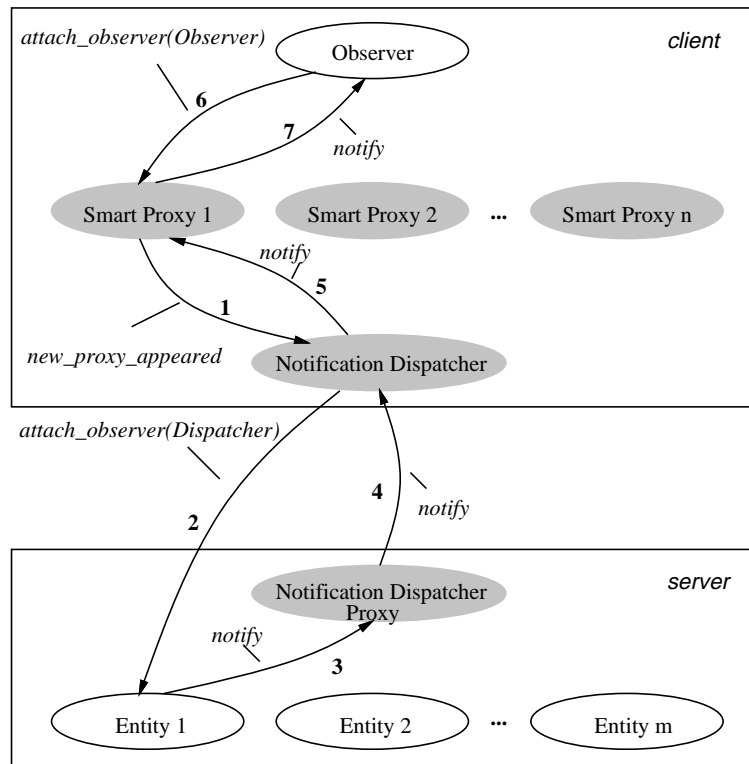 attach_observer(Observer)
client
Observer
6
7
notify
Smart Proxy 1
Smart Proxy 2
...
Smart Proxy n
notify
5
1
new_proxy_appeared
Notification Dispatcher
attach_observer(Dispatcher)
4
notify
2
server
Notification Dispatcher
Proxy
notify
3
Entity 1
Entity 2
...
Entity m